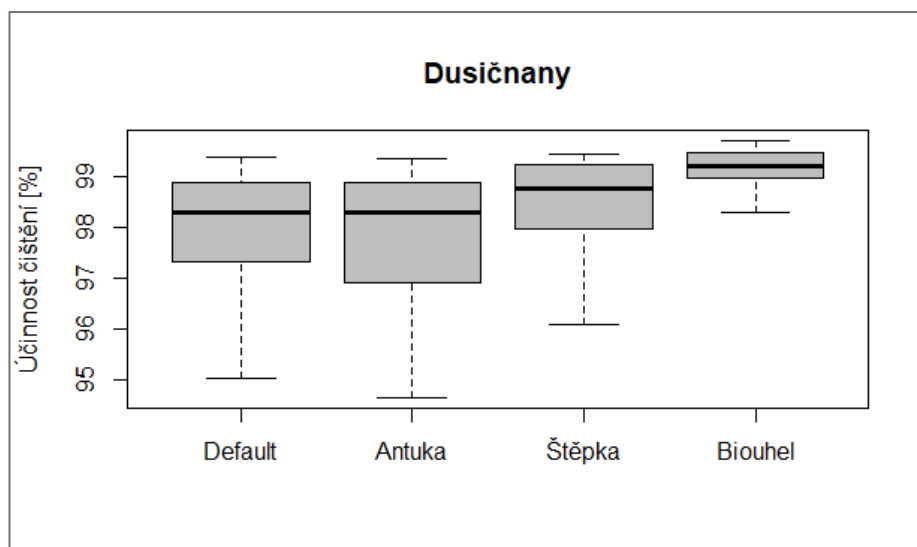 Dusičnany
Účinnost čištění [%]
99
98
97
96
95
Default Antuka Štěpka Biouhel